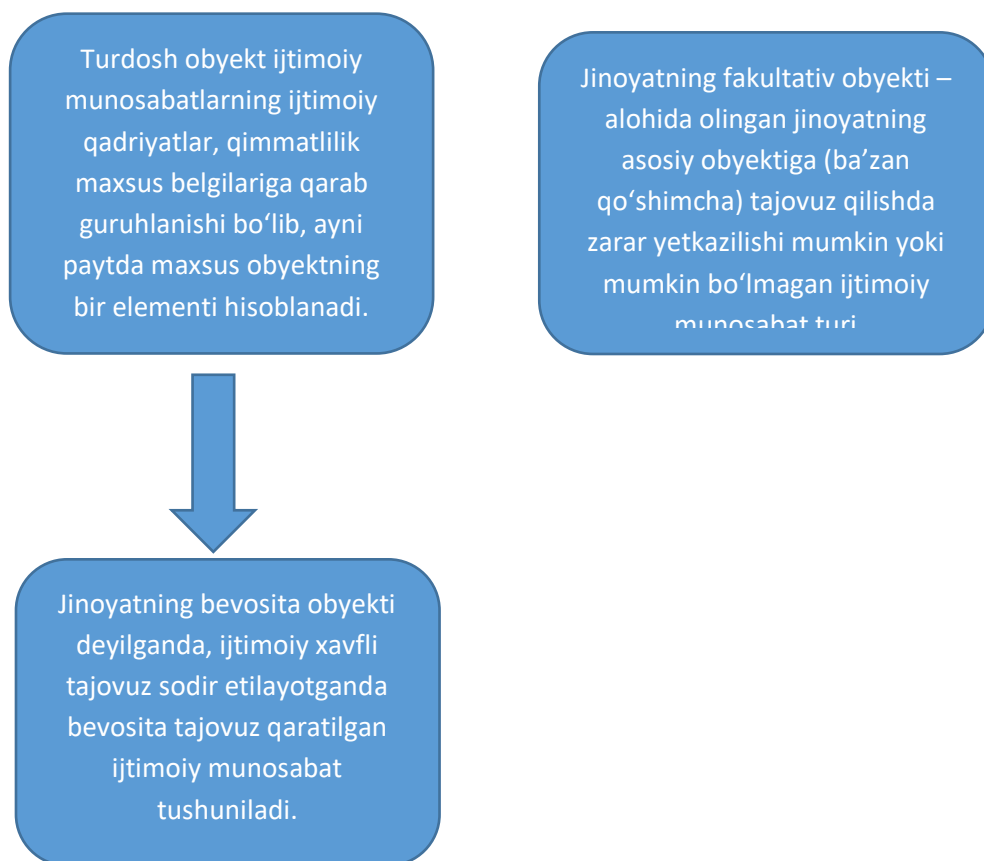 Turdosh obyekt ijtimoiy
munosabatlarning ijtimoiy
qadriyatlar, qimmatlilik
maxsus belgilariga qarab
guruhlanishi bo‘lib, ayni
paytda maxsus obyektning
bir elementi hisoblanadi.
Jinoyatning fakultativ obyekti –
alohida olingan jinoyatning
asosiy obyektiga (ba’zan
qo‘shimcha) tajovuz qilishda
zarar yetkazilishi mumkin yoki
mumkin bo‘lmagan ijtimoiy
munosabat turi
Jinoyatning bevosita obyekti
deyilganda, ijtimoiy xavfli
tajovuz sodir etilayotganda
bevosita tajovuz qaratilgan
ijtimoiy munosabat
tushuniladi.